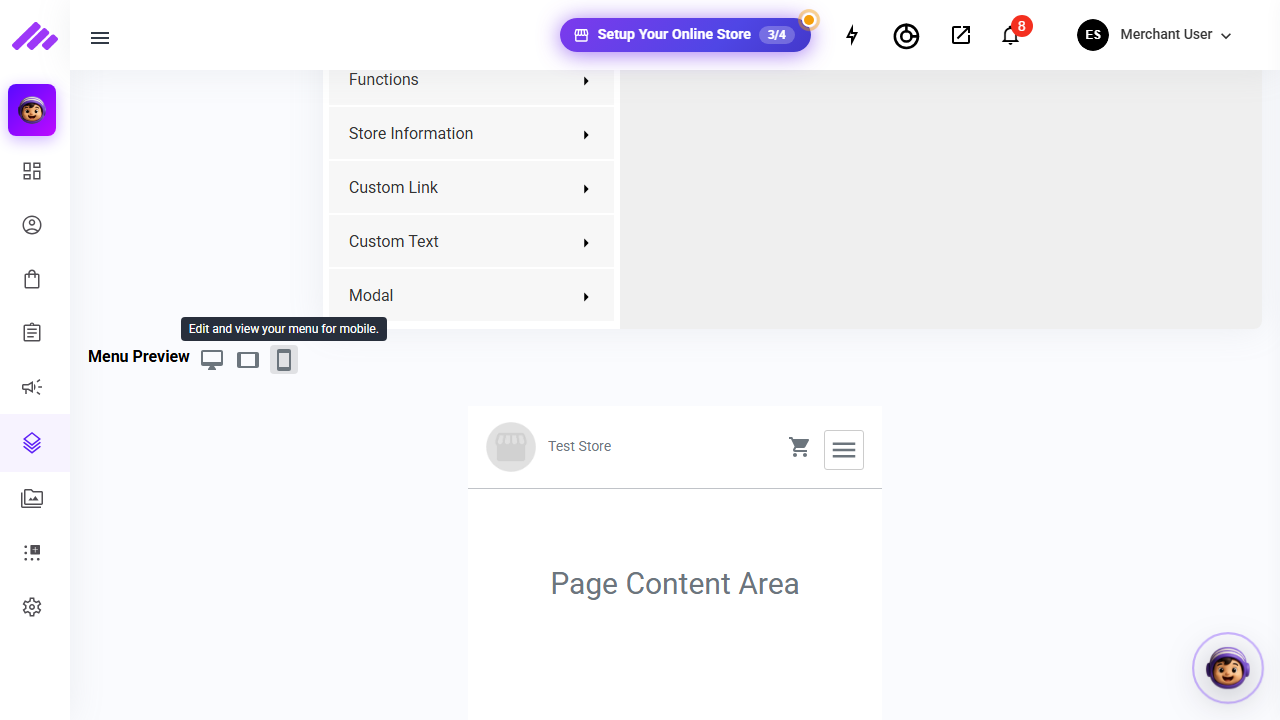 Setup Your Online Store 3/4
8
ES Merchant User
Functions
Store Information
Custom Link
Custom Text
Modal
Edit and view your menu for mobile.
Menu Preview
Test Store
Page Content Area